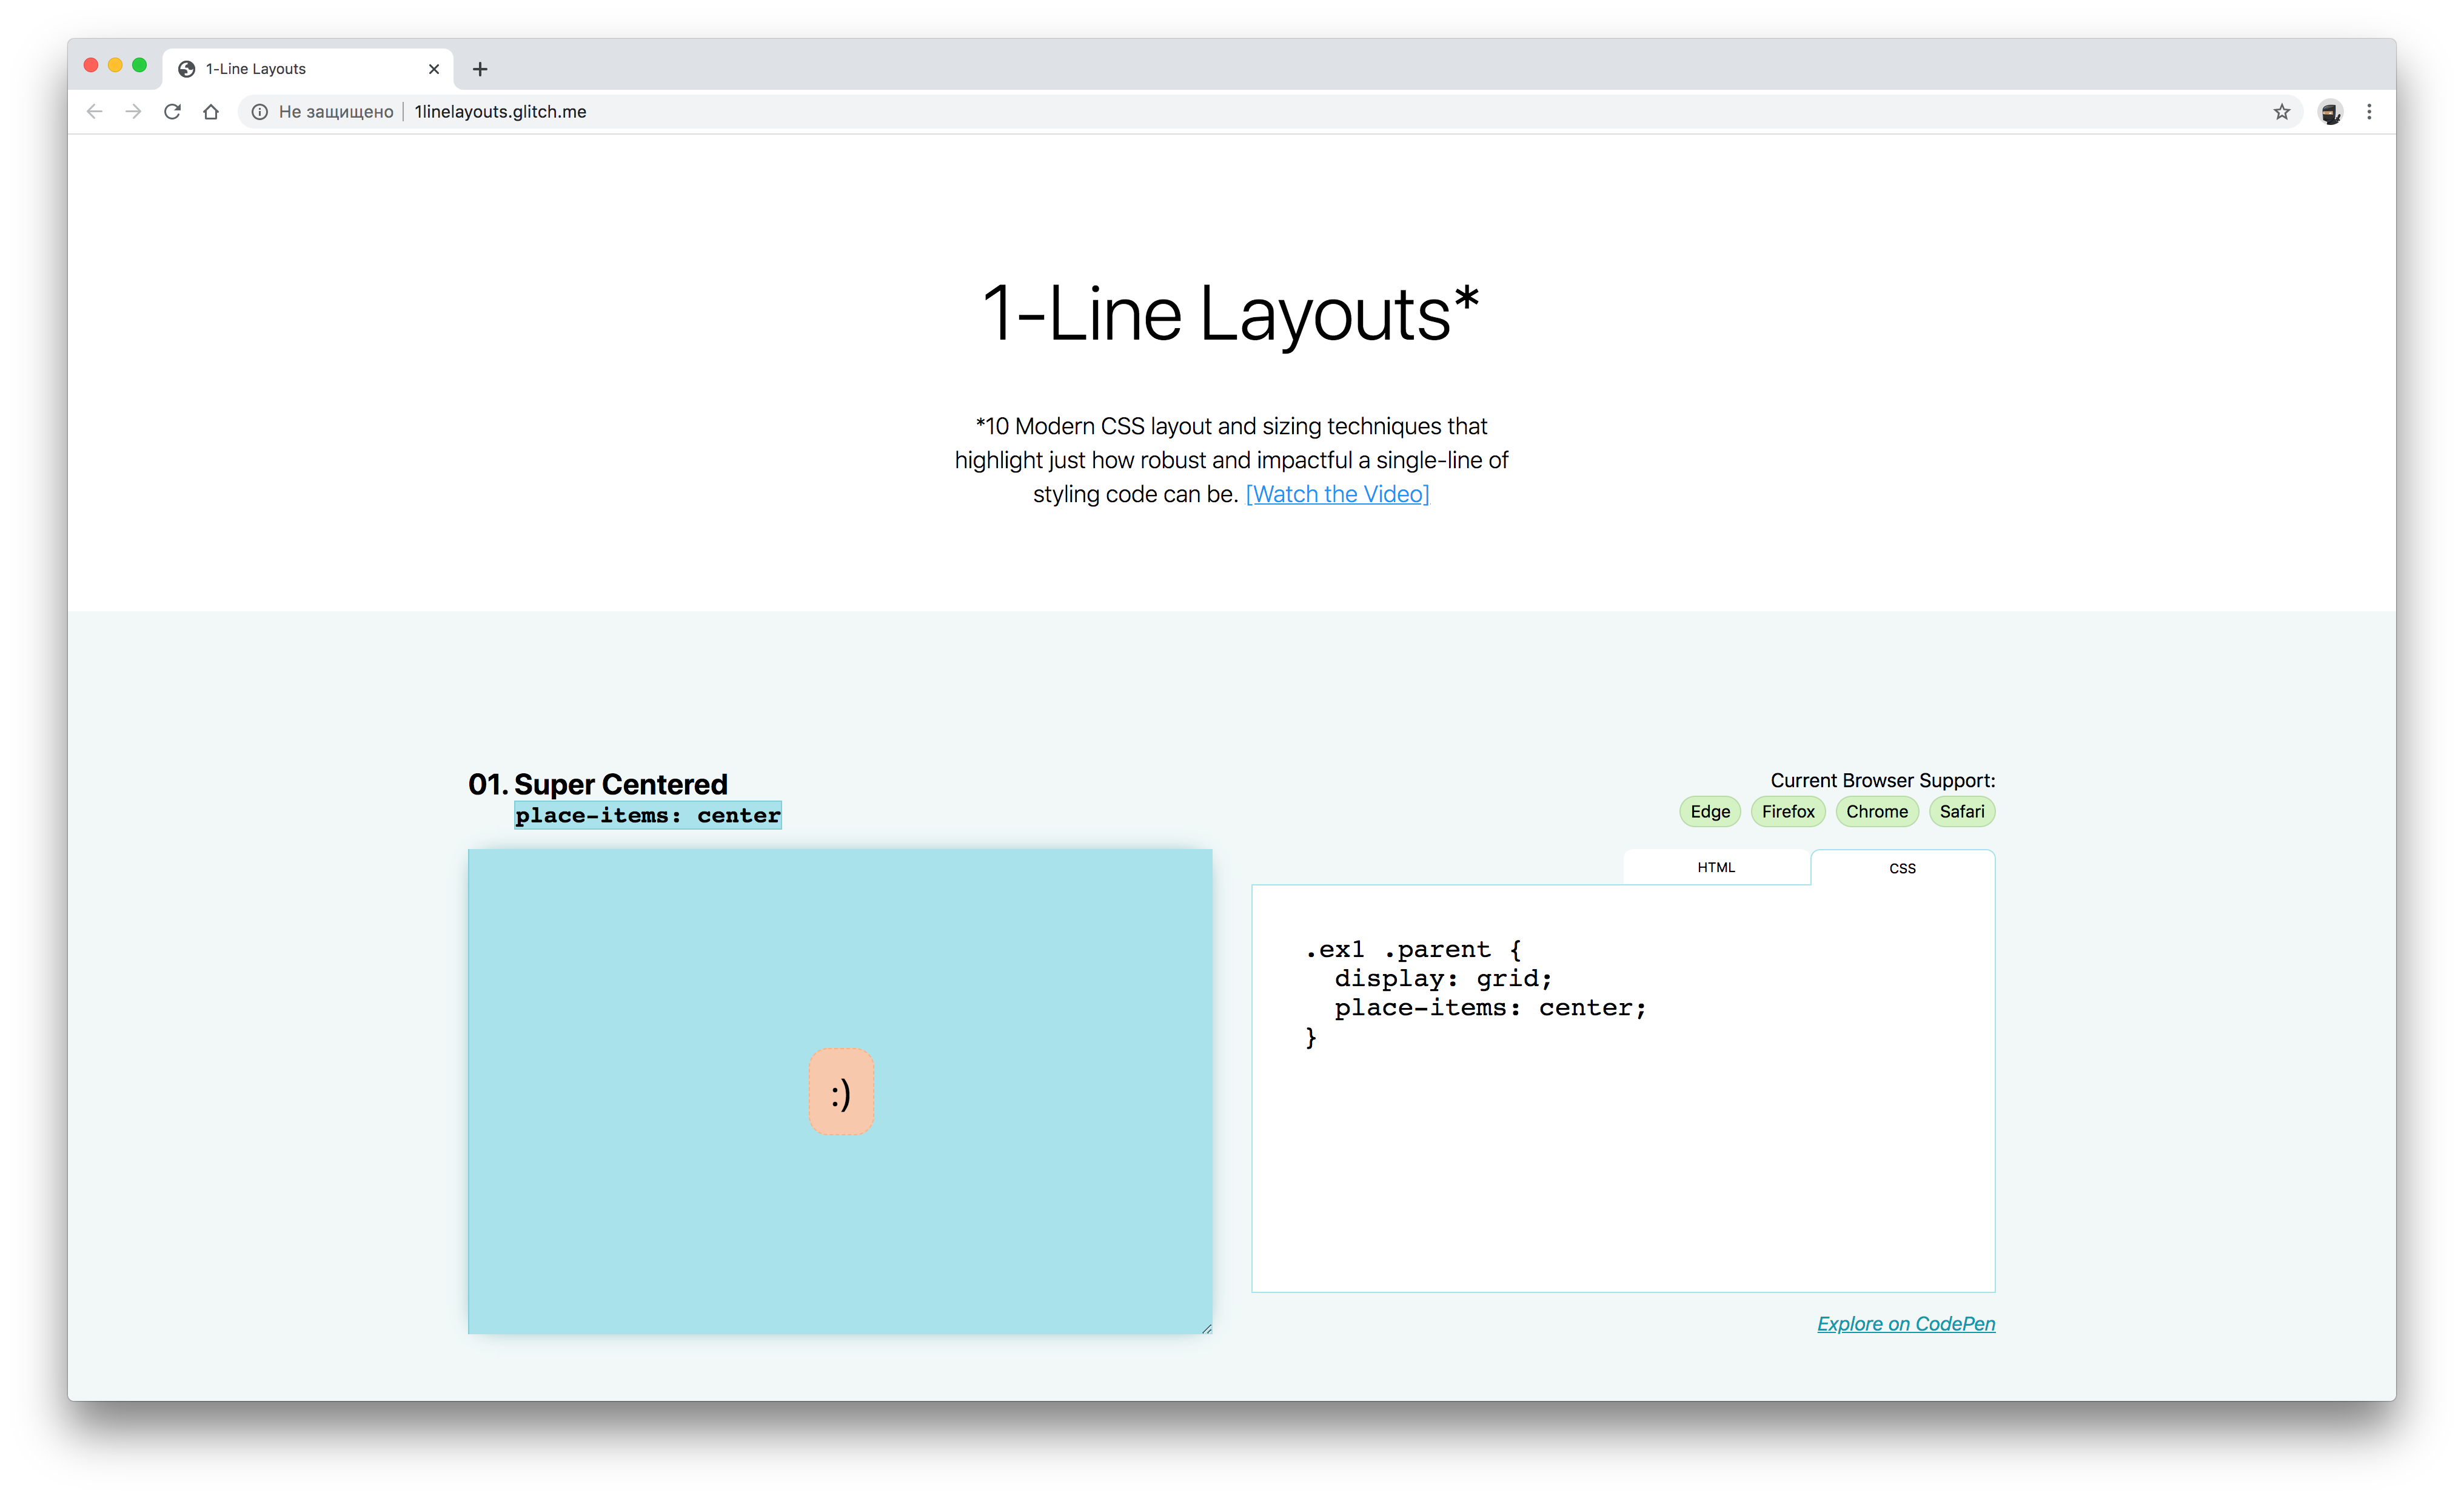 1-Line Layouts
Не защищено | 1linelayouts.glitch.me
1-Line Layouts*
*10 Modern CSS layout and sizing techniques that
highlight just how robust and impactful a single-line of
styling code can be. [Watch the Video]
01. Super Centered
place-items: center
Current Browser Support:
Edge Firefox Chrome Safari
HTML CSS
:)
.ex1 .parent {
  display: grid;
  place-items: center;
}
Explore on CodePen